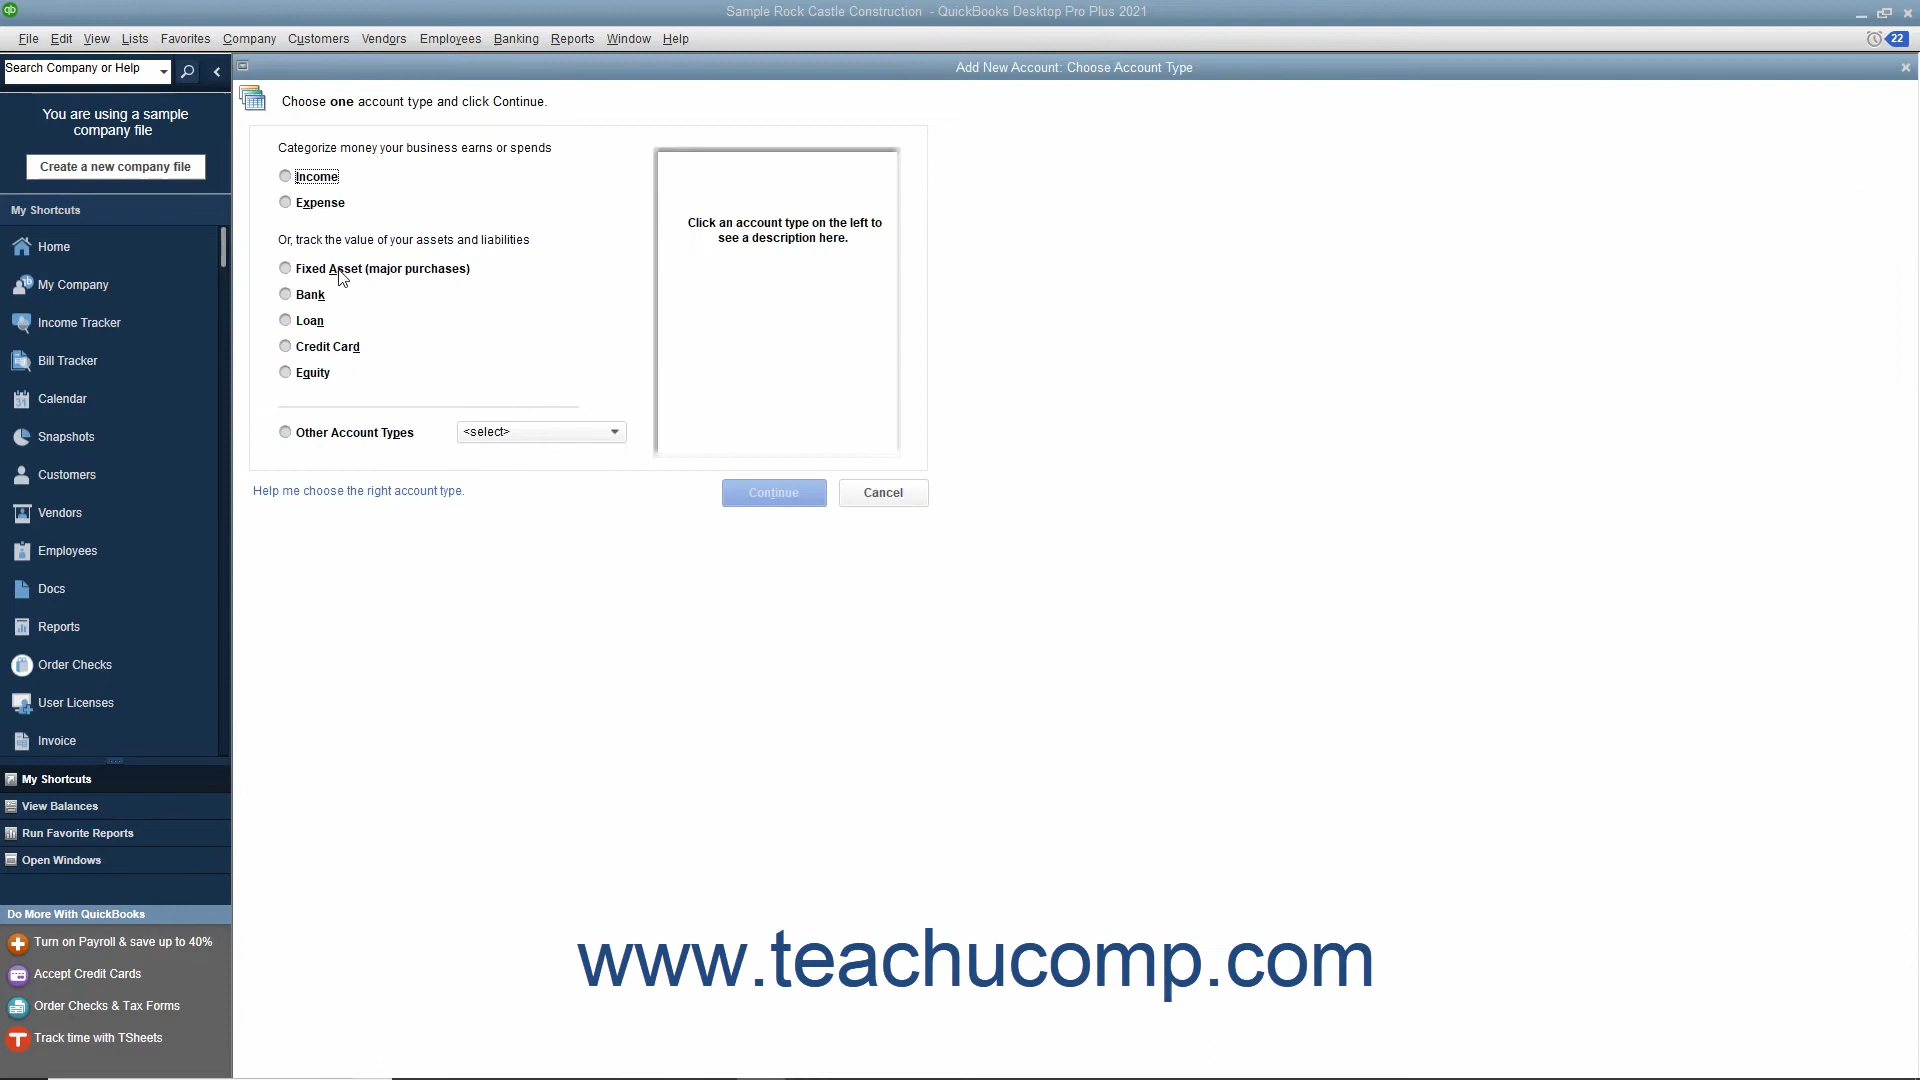 qb
Sample Rock Castle Construction - QuickBooks Desktop Pro Plus 2021
File Edit View Lists Favorites Company Customers Vendors Employees Banking Reports Window Help
22
Search Company or Help
Add New Account: Choose Account Type
You are using a sample
company file
Create a new company file
My Shortcuts
Home
My Company
Income Tracker
Bill Tracker
Calendar
Snapshots
Customers
Vendors
Employees
Docs
Reports
Order Checks
User Licenses
Invoice
My Shortcuts
View Balances
Run Favorite Reports
Open Windows
Do More With QuickBooks
Turn on Payroll & save up to 40%
Accept Credit Cards
Order Checks & Tax Forms
Track time with TSheets
Choose one account type and click Continue.
Categorize money your business earns or spends
Income
Expense
Or, track the value of your assets and liabilities
Fixed Asset (major purchases)
Bank
Loan
Credit Card
Equity
Other Account Types <select>
Click an account type on the left to
see a description here.
Help me choose the right account type.
Continue Cancel
www.teachucomp.com